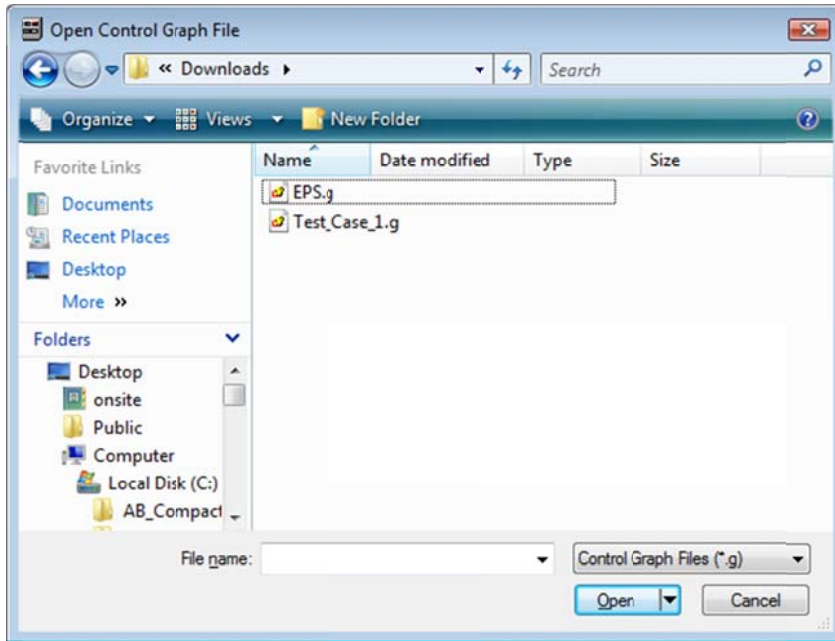 Open Control Graph File
« Downloads
Search
Organize Views New Folder
Favorite Links
Documents
Recent Places
Desktop
More »
Folders
Desktop
onsite
Public
Computer
Local Disk (C:)
AB_Compact
Name Date modified Type Size
EPS.g
Test_Case_1.g
File name:
Control Graph Files (*.g)
Open Cancel